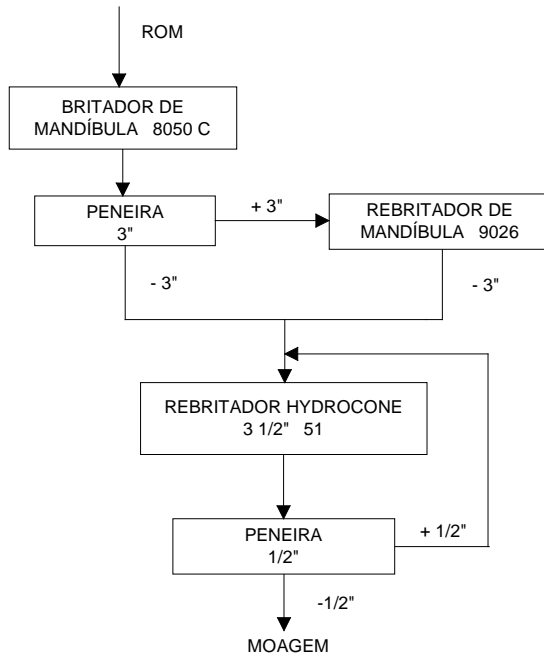 ROM
BRITADOR DE
MANDÍBULA 8050 C
PENEIRA
3"
+ 3"
REBRITADOR DE
MANDÍBULA 9026
- 3"
- 3"
REBRITADOR HYDROCONE
3 1/2" 51
PENEIRA
1/2"
+ 1/2"
-1/2"
MOAGEM